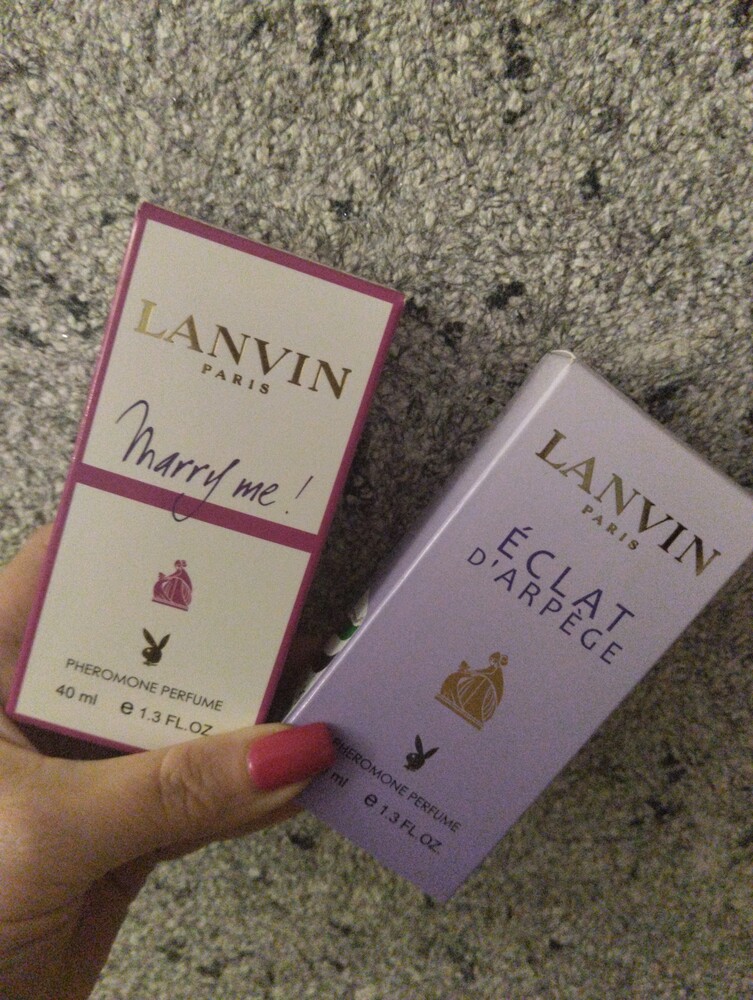 LANVIN
PARIS
Marry me!
PHEROMONE PERFUME
40 ml e 1.3 FL.OZ.
LANVIN
PARIS
ÉCLAT
D'ARPÈGE
PHEROMONE PERFUME
ml e 1.3 FL.OZ.